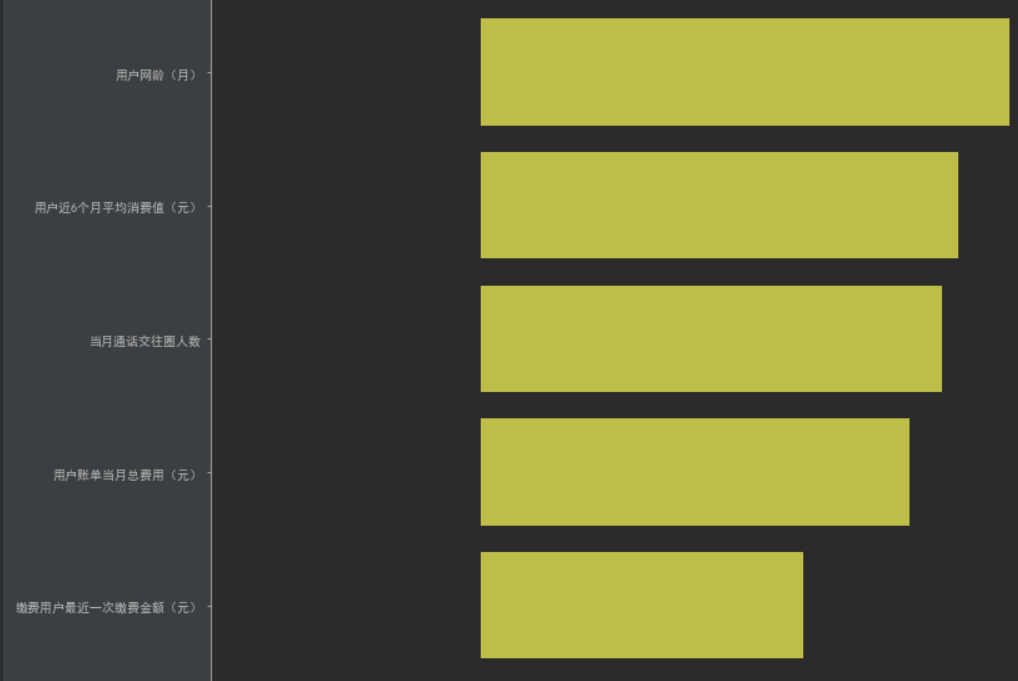 用户网龄（月）
用户近6个月平均消费值（元）
当月通话交往圈人数
用户账单当月总费用（元）
缴费用户最近一次缴费金额（元）